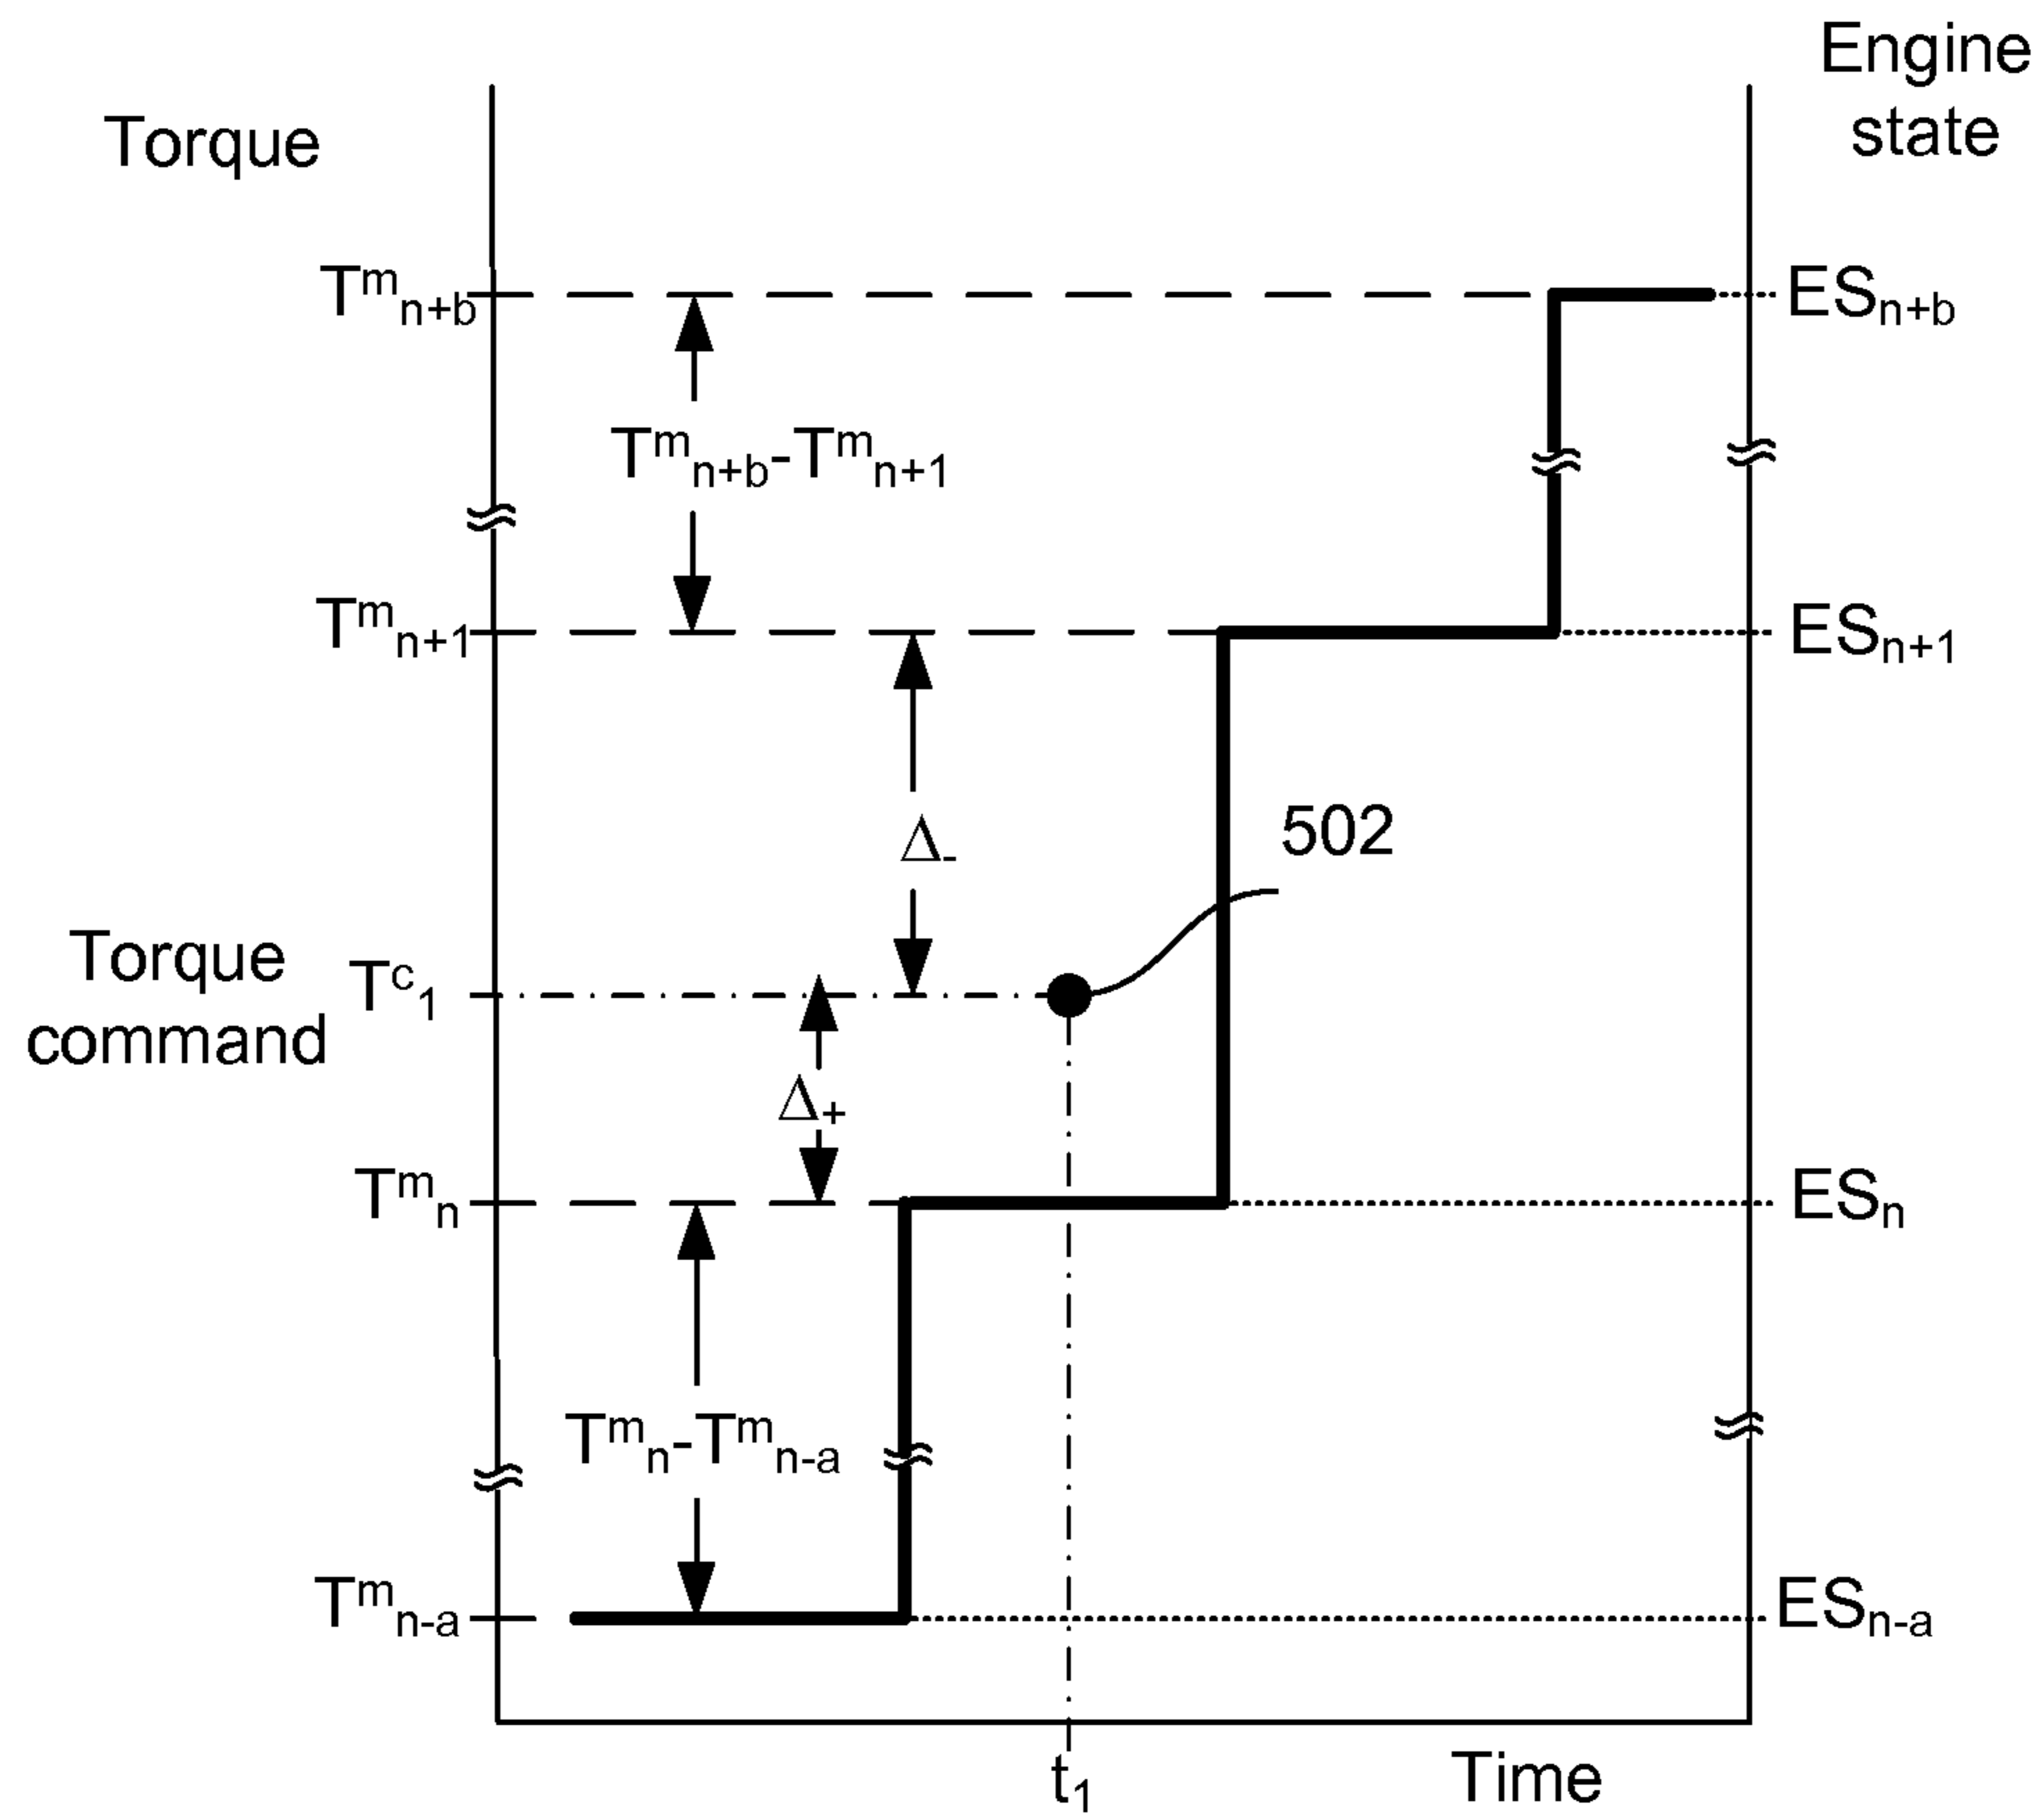 Engine
state
Torque
Tᵐn+b
ESn+b
Tᵐn+b-Tᵐn+1
Tᵐn+1
ESn+1
Δ-
502
Torque
command
Tᶜ1
Δ+
Tᵐn
ESn
Tᵐn-Tᵐn-a
Tᵐn-a
ESn-a
t1
Time